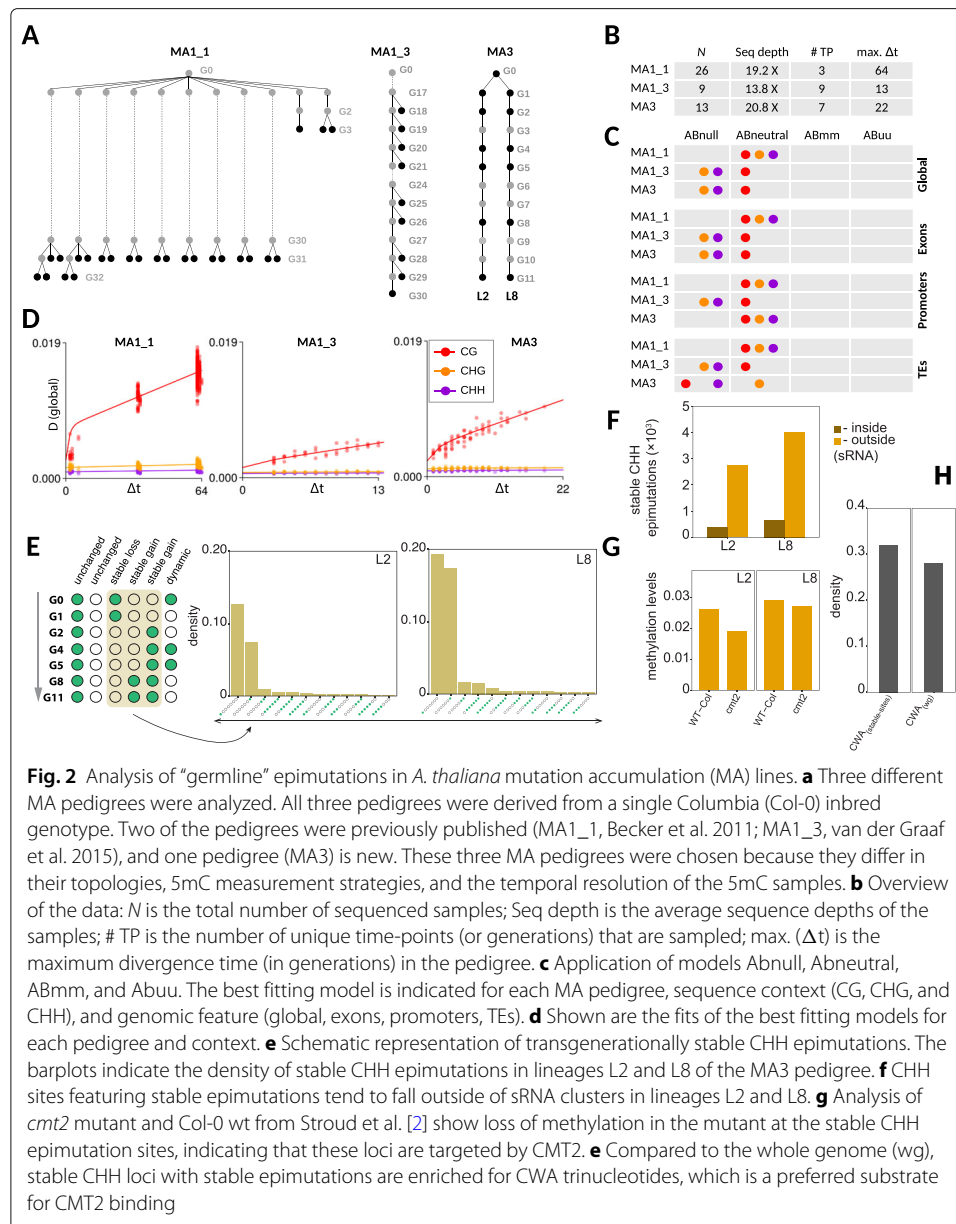 A
MA1_1
MA1_3
MA3
G0
G2
G3
G30
G31
G32
G0
G17
G18
G19
G20
G21
G24
G25
G26
G27
G28
G29
G30
G0
G1
G2
G3
G4
G5
G6
G7
G8
G9
G10
G11
L2 L8
B
N Seq depth # TP max. Δt
MA1_1 26 19.2 X 3 64
MA1_3 9 13.8 X 9 13
MA3 13 20.8 X 7 22
C
ABnull ABneutral ABmm ABuu
MA1_1
MA1_3
MA3
Global
MA1_1
MA1_3
MA3
Exons
MA1_1
MA1_3
MA3
Promoters
MA1_1
MA1_3
MA3
TEs
D
MA1_1
0.019
D (global)
0.000
0 Δt 64
MA1_3
0.019
0.000
0 Δt 13
MA3
0.019
0.000
0 Δt 22
CG
CHG
CHH
E
unchanged
unchanged
stable loss
stable gain
stable gain
dynamic
G0
G1
G2
G4
G5
G8
G11
density
0.20
0.10
0
L2
0.20
0.10
0
L8
F
stable CHH
epimutations (×10³)
5
4
3
2
1
0
L2 L8
- inside
- outside
(sRNA)
G
methylation levels
0.03
0.02
0.01
0
L2 L8
WT-Col
cmt2
WT-Col
cmt2
H
density
0.4
0.3
0.2
0.1
0
CWA (stable-sites)
CWA (wg)
Fig. 2 Analysis of "germline" epimutations in A. thaliana mutation accumulation (MA) lines. a Three different
MA pedigrees were analyzed. All three pedigrees were derived from a single Columbia (Col-0) inbred
genotype. Two of the pedigrees were previously published (MA1_1, Becker et al. 2011; MA1_3, van der Graaf
et al. 2015), and one pedigree (MA3) is new. These three MA pedigrees were chosen because they differ in
their topologies, 5mC measurement strategies, and the temporal resolution of the 5mC samples. b Overview
of the data: N is the total number of sequenced samples; Seq depth is the average sequence depths of the
samples; # TP is the number of unique time-points (or generations) that are sampled; max. (Δt) is the
maximum divergence time (in generations) in the pedigree. c Application of models Abnull, Abneutral,
ABmm, and Abuu. The best fitting model is indicated for each MA pedigree, sequence context (CG, CHG, and
CHH), and genomic feature (global, exons, promoters, TEs). d Shown are the fits of the best fitting models for
each pedigree and context. e Schematic representation of transgenerationally stable CHH epimutations. The
barplots indicate the density of stable CHH epimutations in lineages L2 and L8 of the MA3 pedigree. f CHH
sites featuring stable epimutations tend to fall outside of sRNA clusters in lineages L2 and L8. g Analysis of
cmt2 mutant and Col-0 wt from Stroud et al. [2] show loss of methylation in the mutant at the stable CHH
epimutation sites, indicating that these loci are targeted by CMT2. e Compared to the whole genome (wg),
stable CHH loci with stable epimutations are enriched for CWA trinucleotides, which is a preferred substrate
for CMT2 binding